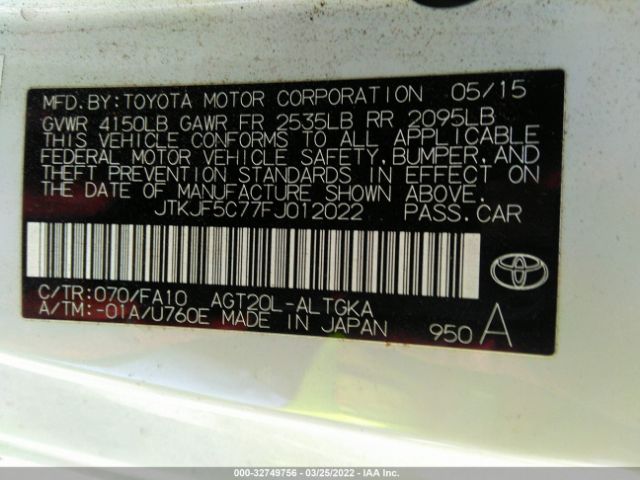 MFD. BY: TOYOTA MOTOR CORPORATION 05/15
GVWR 4150LB GAWR FR 2535LB RR 2095LB
THIS VEHICLE CONFORMS TO ALL APPLICABLE
FEDERAL MOTOR VEHICLE SAFETY, BUMPER, AND
THEFT PREVENTION STANDARDS IN EFFECT ON
THE DATE OF MANUFACTURE SHOWN ABOVE.
JTKJF5C77FJ012022 PASS.CAR
C/TR:070/FA10 AGT20L-ALTGKA
A/TM:-01A/U760E MADE IN JAPAN 950 A
000-32749756 - 03/25/2022 - IAA Inc.